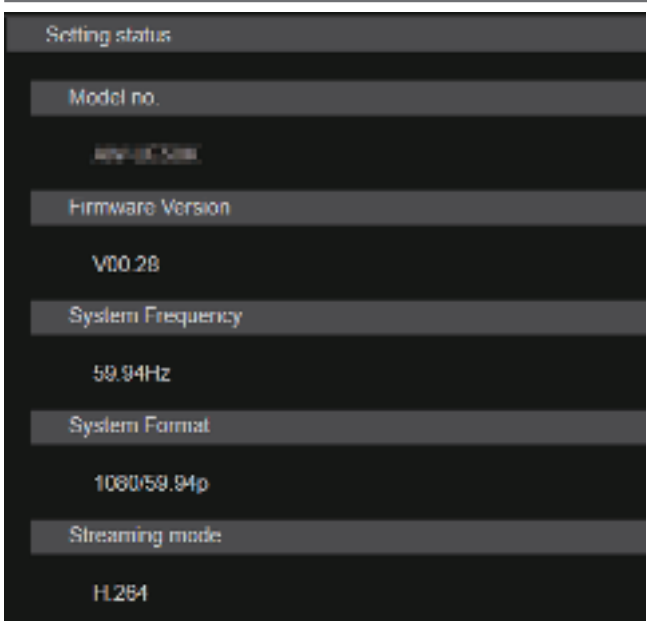 Setting status
Model no.
Firmware Version
V00.28
System Frequency
59.94Hz
System Format
1080/59.94p
Streaming mode
H.264